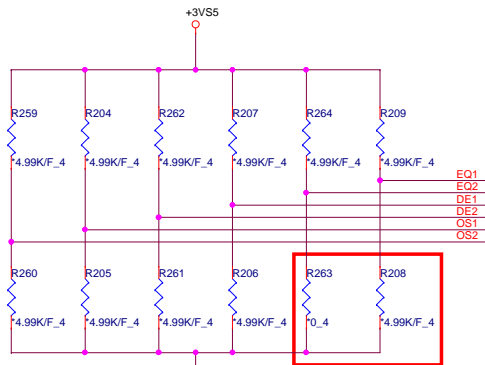 +3VS5
R259 R204 R262 R207 R264 R209
*4.99K/F_4 *4.99K/F_4 *4.99K/F_4 *4.99K/F_4 *4.99K/F_4 *4.99K/F_4
EQ1
EQ2
DE1
DE2
OS1
OS2
R260 R205 R261 R206 R263 R208
*4.99K/F_4 *4.99K/F_4 *4.99K/F_4 *4.99K/F_4 *0_4 *4.99K/F_4